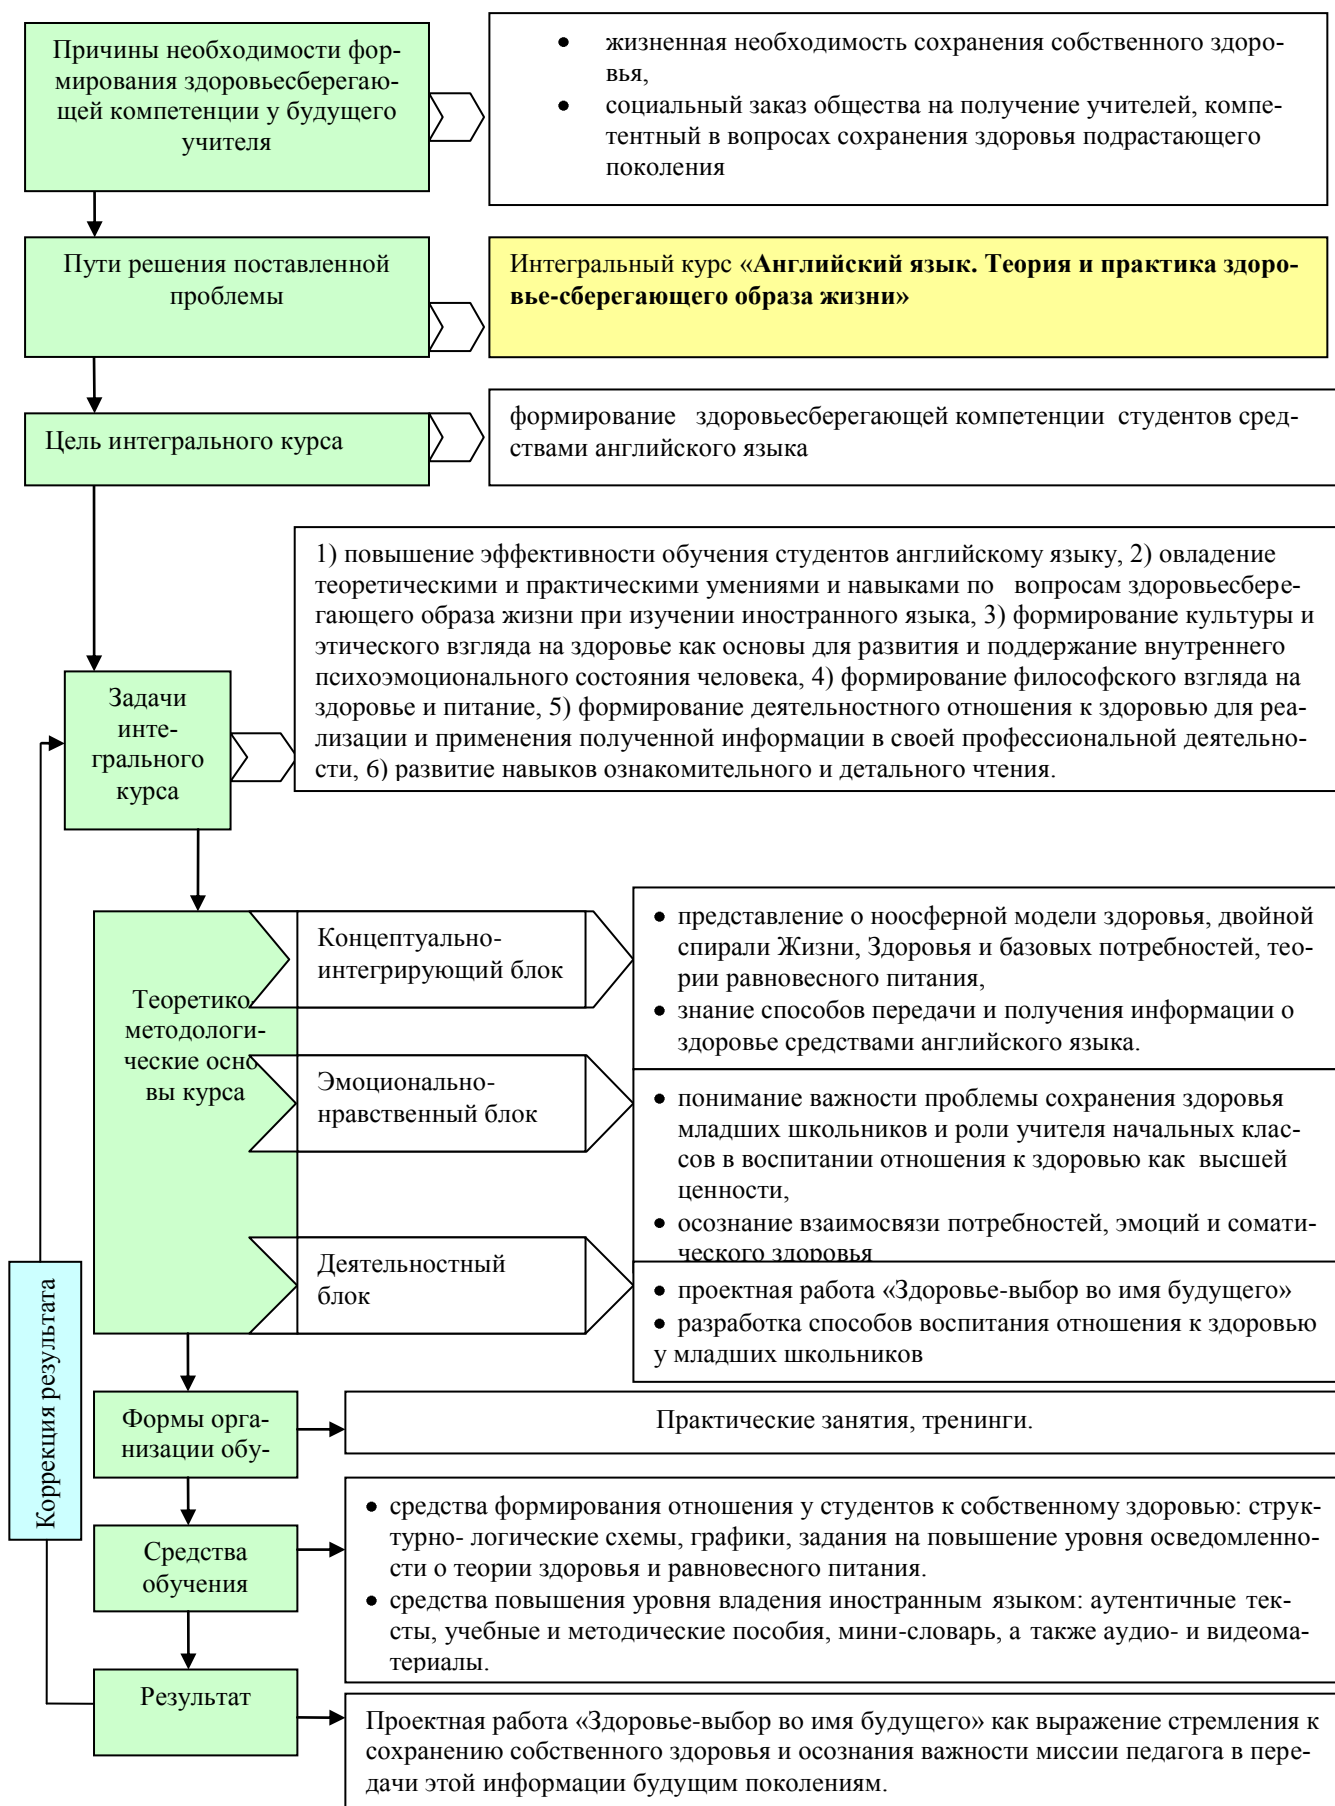 Причины необходимости фор-
мирования здоровьесберегаю-
щей компетенции у будущего
учителя
• жизненная необходимость сохранения собственного здоро-
вья,
• социальный заказ общества на получение учителей, компе-
тентный в вопросах сохранения здоровья подрастающего
поколения
Пути решения поставленной
проблемы
Интегральный курс «Английский язык. Теория и практика здоро-
вье-сберегающего образа жизни»
Цель интегрального курса
формирование здоровьесберегающей компетенции студентов сред-
ствами английского языка
Задачи
инте-
грального
курса
1) повышение эффективности обучения студентов английскому языку, 2) овладение
теоретическими и практическими умениями и навыками по вопросам здоровьесбере-
гающего образа жизни при изучении иностранного языка, 3) формирование культуры и
этического взгляда на здоровье как основы для развития и поддержание внутреннего
психоэмоционального состояния человека, 4) формирование философского взгляда на
здоровье и питание, 5) формирование деятельностного отношения к здоровью для реа-
лизации и применения полученной информации в своей профессиональной деятельно-
сти, 6) развитие навыков ознакомительного и детального чтения.
Теоретико-
методологи-
ческие осно-
вы курса
Концептуально-
интегрирующий блок
• представление о ноосферной модели здоровья, двойной
спирали Жизни, Здоровья и базовых потребностей, тео-
рии равновесного питания,
• знание способов передачи и получения информации о
здоровье средствами английского языка.
Эмоционально-
нравственный блок
• понимание важности проблемы сохранения здоровья
младших школьников и роли учителя начальных клас-
сов в воспитании отношения к здоровью как высшей
ценности,
• осознание взаимосвязи потребностей, эмоций и сомати-
ческого здоровья
Деятельностный
блок
• проектная работа «Здоровье-выбор во имя будущего»
• разработка способов воспитания отношения к здоровью
у младших школьников
Коррекция результата
Формы орга-
низации обу-
Практические занятия, тренинги.
Средства
обучения
• средства формирования отношения у студентов к собственному здоровью: струк-
турно- логические схемы, графики, задания на повышение уровня осведомленно-
сти о теории здоровья и равновесного питания.
• средства повышения уровня владения иностранным языком: аутентичные тек-
сты, учебные и методические пособия, мини-словарь, а также аудио- и видеома-
териалы.
Результат
Проектная работа «Здоровье-выбор во имя будущего» как выражение стремления к
сохранению собственного здоровья и осознания важности миссии педагога в пере-
дачи этой информации будущим поколениям.